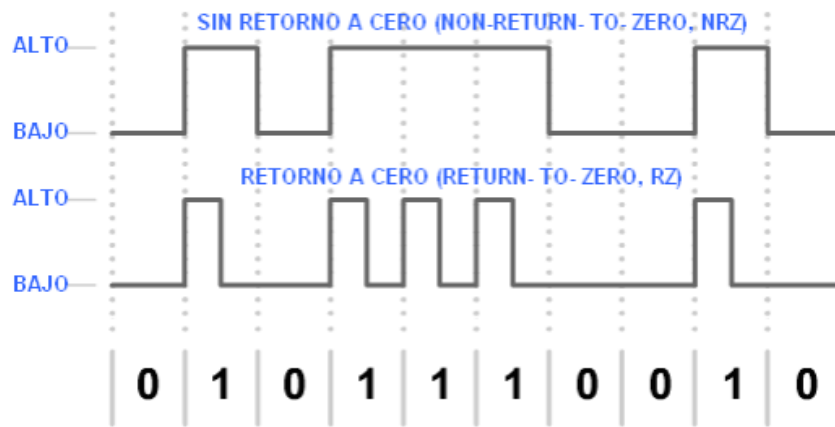 SIN RETORNO A CERO (NON-RETURN- TO- ZERO, NRZ)
ALTO
BAJO
RETORNO A CERO (RETURN- TO- ZERO, RZ)
ALTO
BAJO
0 1 0 1 1 1 0 0 1 0